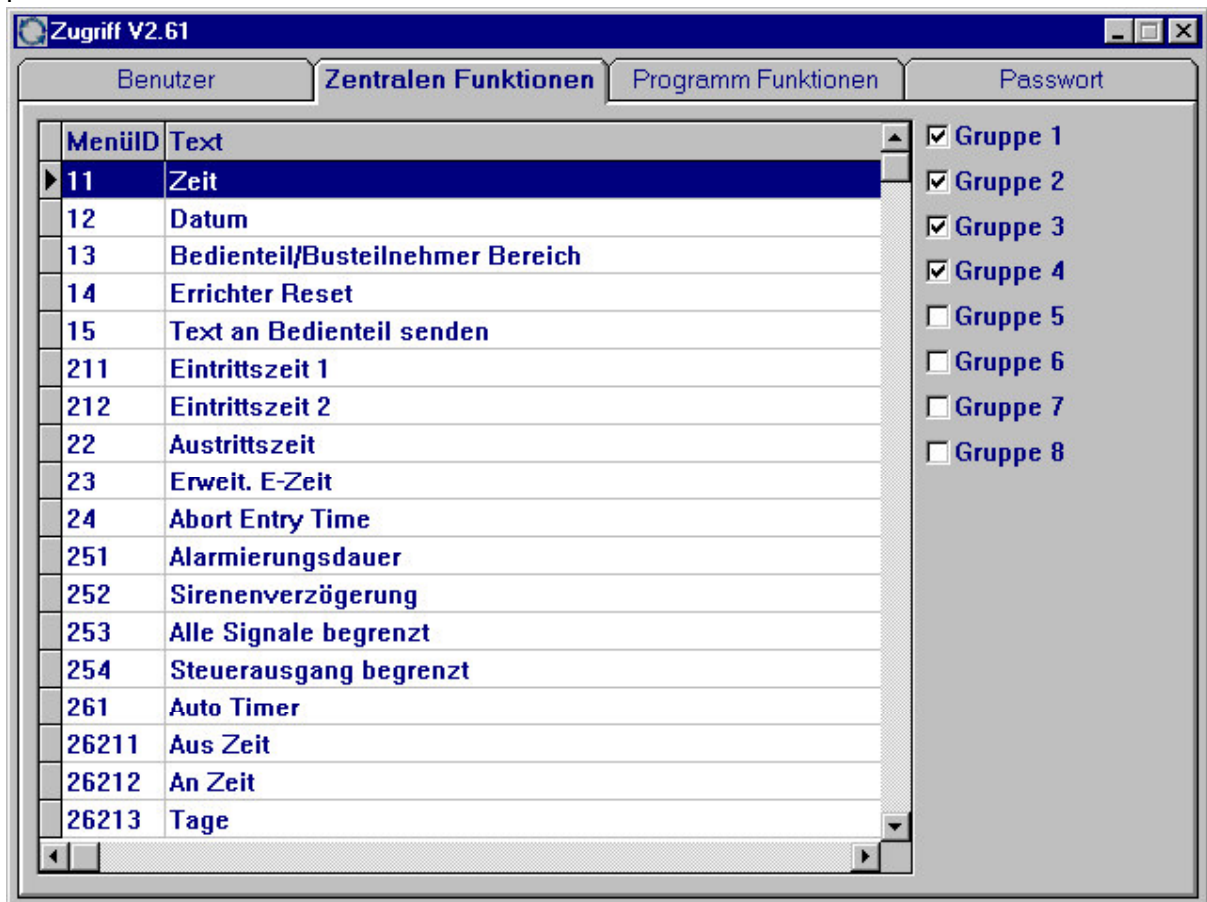 Zugriff V2.61
Benutzer Zentralen Funktionen Programm Funktionen Passwort
MenüID Text
11 Zeit
12 Datum
13 Bedienteil/Busteilnehmer Bereich
14 Errichter Reset
15 Text an Bedienteil senden
211 Eintrittszeit 1
212 Eintrittszeit 2
22 Austrittszeit
23 Erweit. E-Zeit
24 Abort Entry Time
251 Alarmierungsdauer
252 Sirenenverzögerung
253 Alle Signale begrenzt
254 Steuerausgang begrenzt
261 Auto Timer
26211 Aus Zeit
26212 An Zeit
26213 Tage
Gruppe 1
Gruppe 2
Gruppe 3
Gruppe 4
Gruppe 5
Gruppe 6
Gruppe 7
Gruppe 8